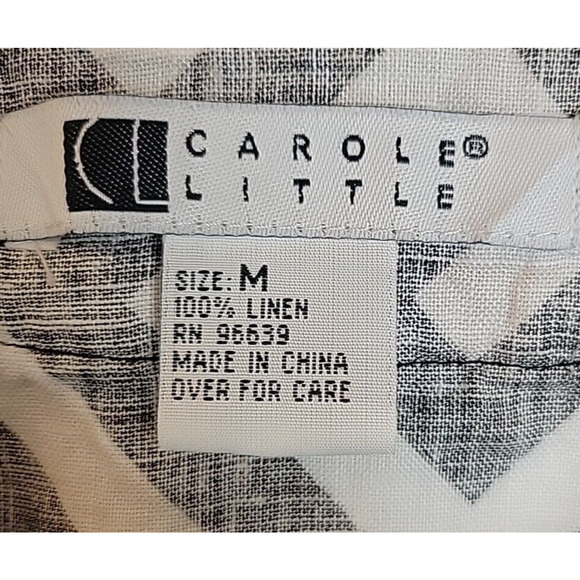 CL CAROLE®
LITTLE
SIZE: M
100% LINEN
RN 96639
MADE IN CHINA
OVER FOR CARE